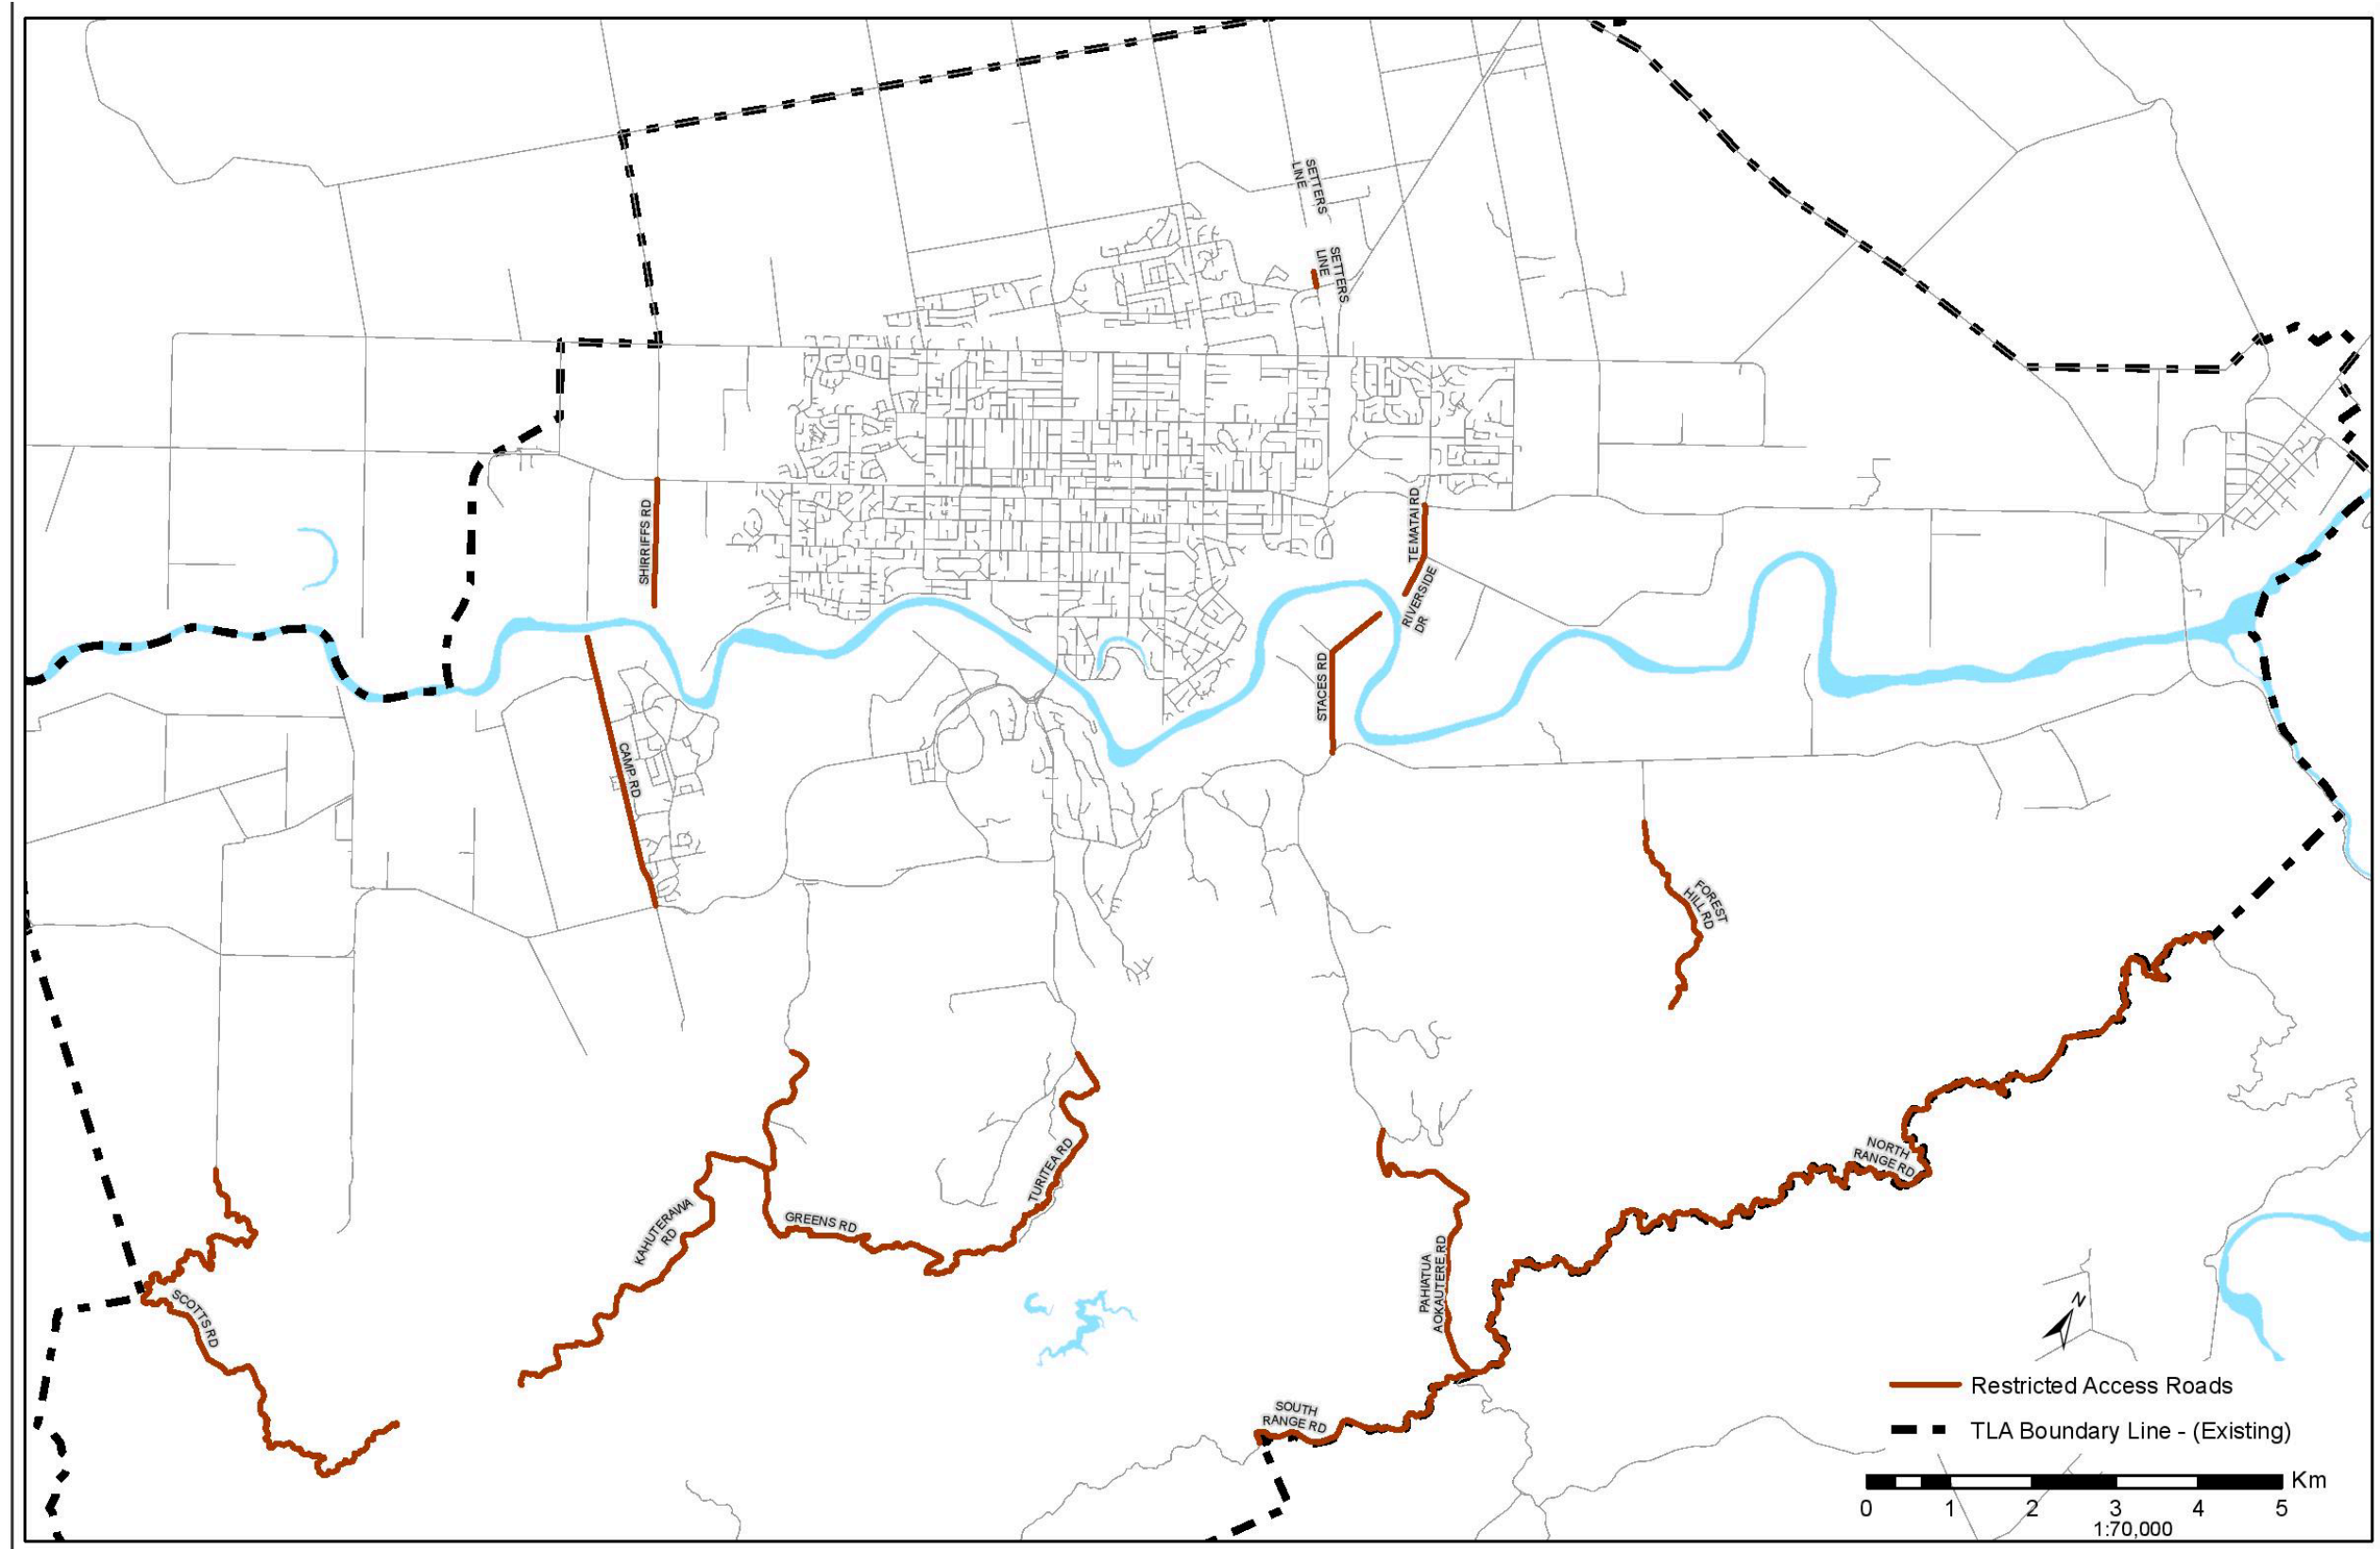 SETTERS
LINE
SETTERS
LINE
SHIRRIFFS RD
TE MATAI RD
RIVERSIDE
DR
STACES RD
CAMP RD
FOREST
HILL RD
NORTH
RANGE RD
TURITEA RD
KAHUTERAWA
RD
GREENS RD
PAHIATUA
AOKAUTERE RD
SCOTTS RD
SOUTH
RANGE RD
N
Restricted Access Roads
TLA Boundary Line - (Existing)
Km
0 1 2 3 4 5
1:70,000